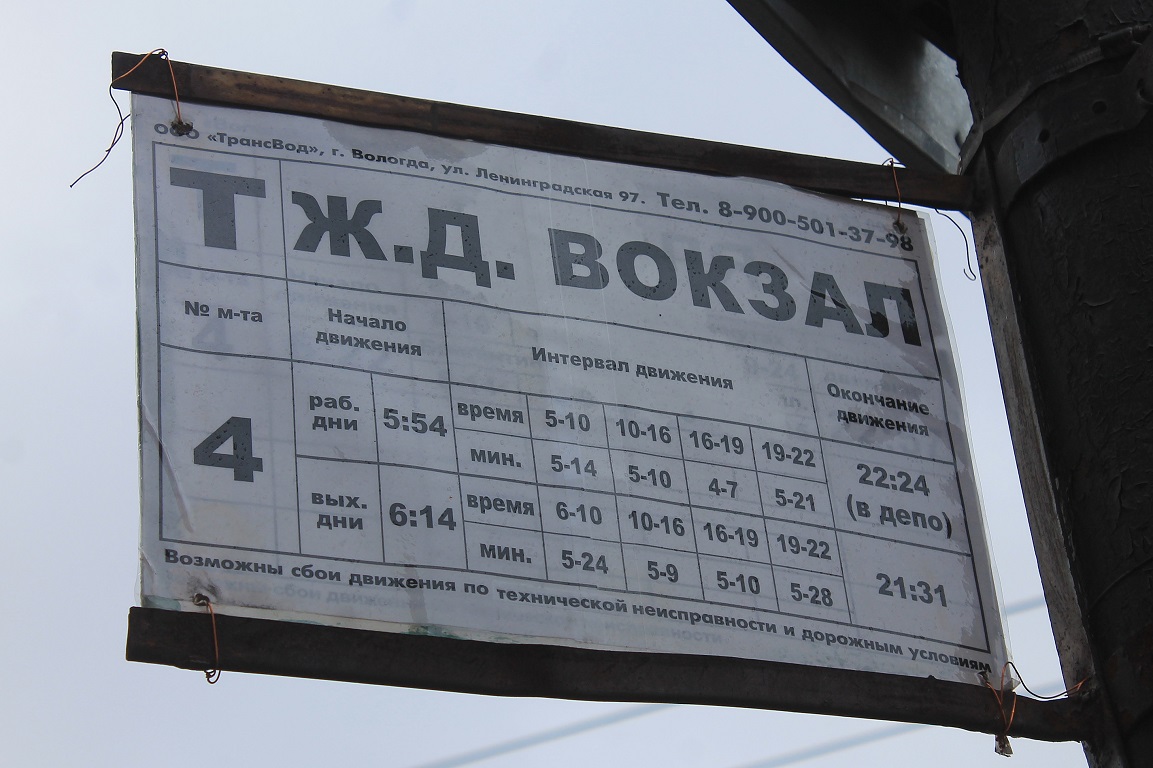 ООО «ТрансВод», г. Вологда, ул. Ленинградская 97. Тел. 8-900-501-37-98
Т Ж.Д. ВОКЗАЛ
№ м-та Начало движения Интервал движения Окончание движения
4
раб. дни 5:54 время 5-10 10-16 16-19 19-22
мин. 5-14 5-10 4-7 5-21
22:24 (в депо)
вых. дни 6:14 время 6-10 10-16 16-19 19-22
мин. 5-24 5-9 5-10 5-28
21:31
Возможны сбои движения по технической неисправности и дорожным условиям